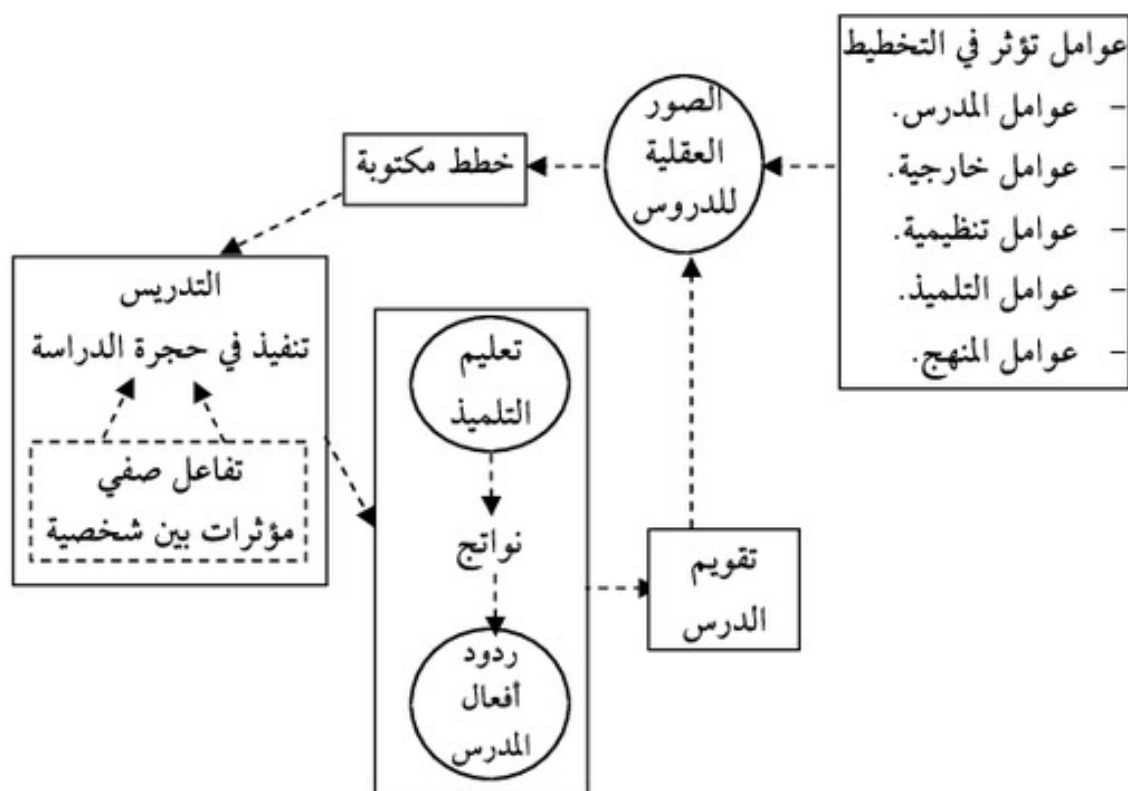 عوامل تؤثر في التخطيط
- عوامل المدرس.
- عوامل خارجية.
- عوامل تنظيمية.
- عوامل التلميذ.
- عوامل المنهج.
الصور
العقلية
للدروس
خطط مكتوبة
التدريس
تنفيذ في حجرة الدراسة
تفاعل صفي
مؤثرات بين شخصية
تعليم
التلميذ
نواتج
ردود
أفعال
المدرس
تقويم
الدرس